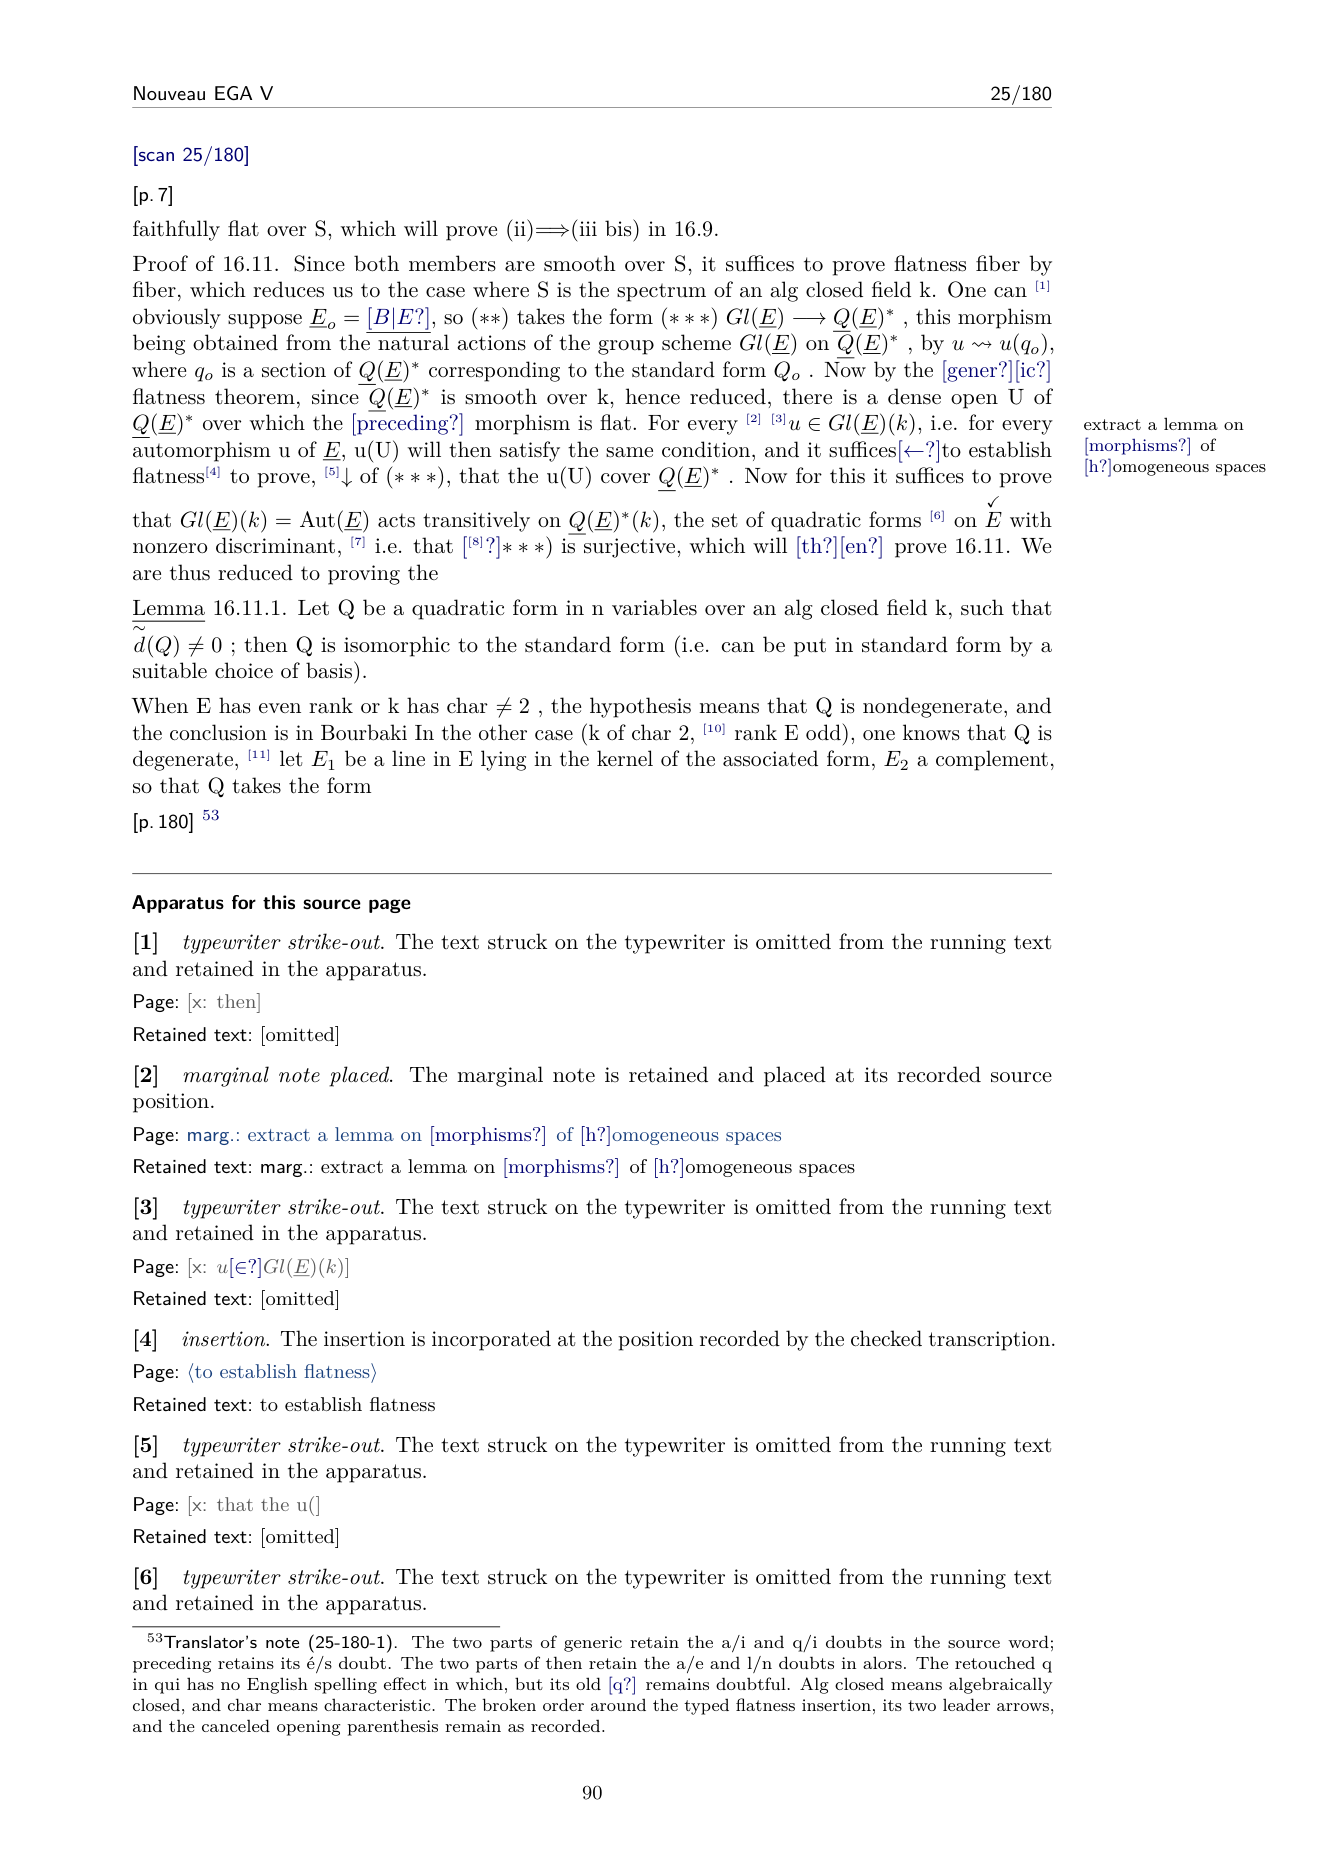 Nouveau EGA V 25/180
[scan 25/180]
[p. 7]
faithfully flat over S, which will prove (ii)⟹(iii bis) in 16.9.
Proof of 16.11. Since both members are smooth over S, it suffices to prove flatness fiber by
fiber, which reduces us to the case where S is the spectrum of an alg closed field k. One can [1]
obviously suppose E_o = [B|E?], so (∗∗) takes the form (∗ ∗ ∗) Gl(E) ⟶ Q(E)* , this morphism
being obtained from the natural actions of the group scheme Gl(E) on Q(E)* , by u ⇝ u(q_o),
where q_o is a section of Q(E)* corresponding to the standard form Q_o . Now by the [gener?][ic?]
flatness theorem, since Q(E)* is smooth over k, hence reduced, there is a dense open U of
Q(E)* over which the [preceding?] morphism is flat. For every [2] [3]u ∈ Gl(E)(k), i.e. for every
automorphism u of E, u(U) will then satisfy the same condition, and it suffices[←?]to establish
flatness[4] to prove, [5]↓ of (∗ ∗ ∗), that the u(U) cover Q(E)* . Now for this it suffices to prove
that Gl(E)(k) = Aut(E) acts transitively on Q(E)*(k), the set of quadratic forms [6] on E✓ with
nonzero discriminant, [7] i.e. that [[8]?]∗ ∗ ∗) is surjective, which will [th?][en?] prove 16.11. We
are thus reduced to proving the
extract a lemma on
[morphisms?] of
[h?]omogeneous spaces
Lemma 16.11.1. Let Q be a quadratic form in n variables over an alg closed field k, such that
d̃(Q) ≠ 0 ; then Q is isomorphic to the standard form (i.e. can be put in standard form by a
suitable choice of basis).
When E has even rank or k has char ≠ 2 , the hypothesis means that Q is nondegenerate, and
the conclusion is in Bourbaki In the other case (k of char 2, [10] rank E odd), one knows that Q is
degenerate, [11] let E₁ be a line in E lying in the kernel of the associated form, E₂ a complement,
so that Q takes the form
[p. 180] 53
Apparatus for this source page
[1] typewriter strike-out. The text struck on the typewriter is omitted from the running text
and retained in the apparatus.
Page: [x: then]
Retained text: [omitted]
[2] marginal note placed. The marginal note is retained and placed at its recorded source
position.
Page: marg.: extract a lemma on [morphisms?] of [h?]omogeneous spaces
Retained text: marg.: extract a lemma on [morphisms?] of [h?]omogeneous spaces
[3] typewriter strike-out. The text struck on the typewriter is omitted from the running text
and retained in the apparatus.
Page: [x: u[∈?]Gl(E)(k)]
Retained text: [omitted]
[4] insertion. The insertion is incorporated at the position recorded by the checked transcription.
Page: ⟨to establish flatness⟩
Retained text: to establish flatness
[5] typewriter strike-out. The text struck on the typewriter is omitted from the running text
and retained in the apparatus.
Page: [x: that the u(]
Retained text: [omitted]
[6] typewriter strike-out. The text struck on the typewriter is omitted from the running text
and retained in the apparatus.
53Translator's note (25-180-1). The two parts of generic retain the a/i and q/i doubts in the source word;
preceding retains its é/s doubt. The two parts of then retain the a/e and l/n doubts in alors. The retouched q
in qui has no English spelling effect in which, but its old [q?] remains doubtful. Alg closed means algebraically
closed, and char means characteristic. The broken order around the typed flatness insertion, its two leader arrows,
and the canceled opening parenthesis remain as recorded.
90